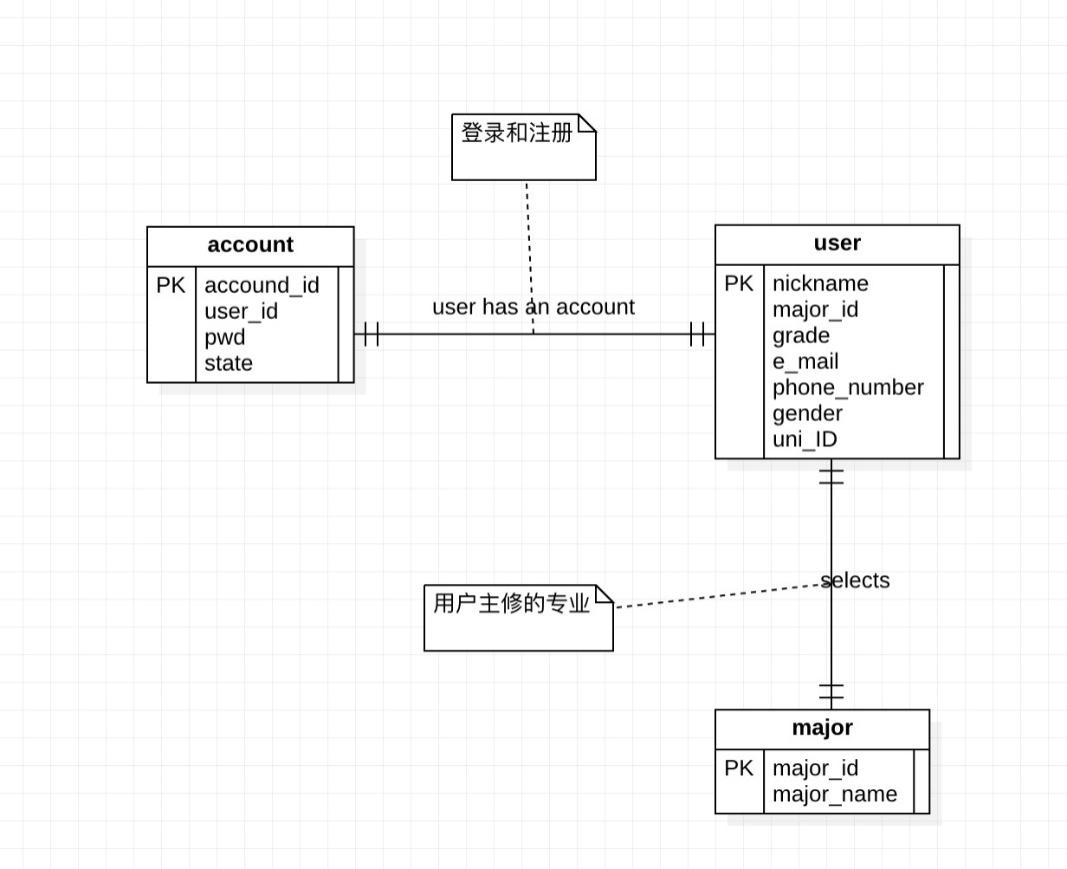 登录和注册
account
PK accound_id
user_id
pwd
state
user has an account
user
PK nickname
major_id
grade
e_mail
phone_number
gender
uni_ID
selects
用户主修的专业
major
PK major_id
major_name